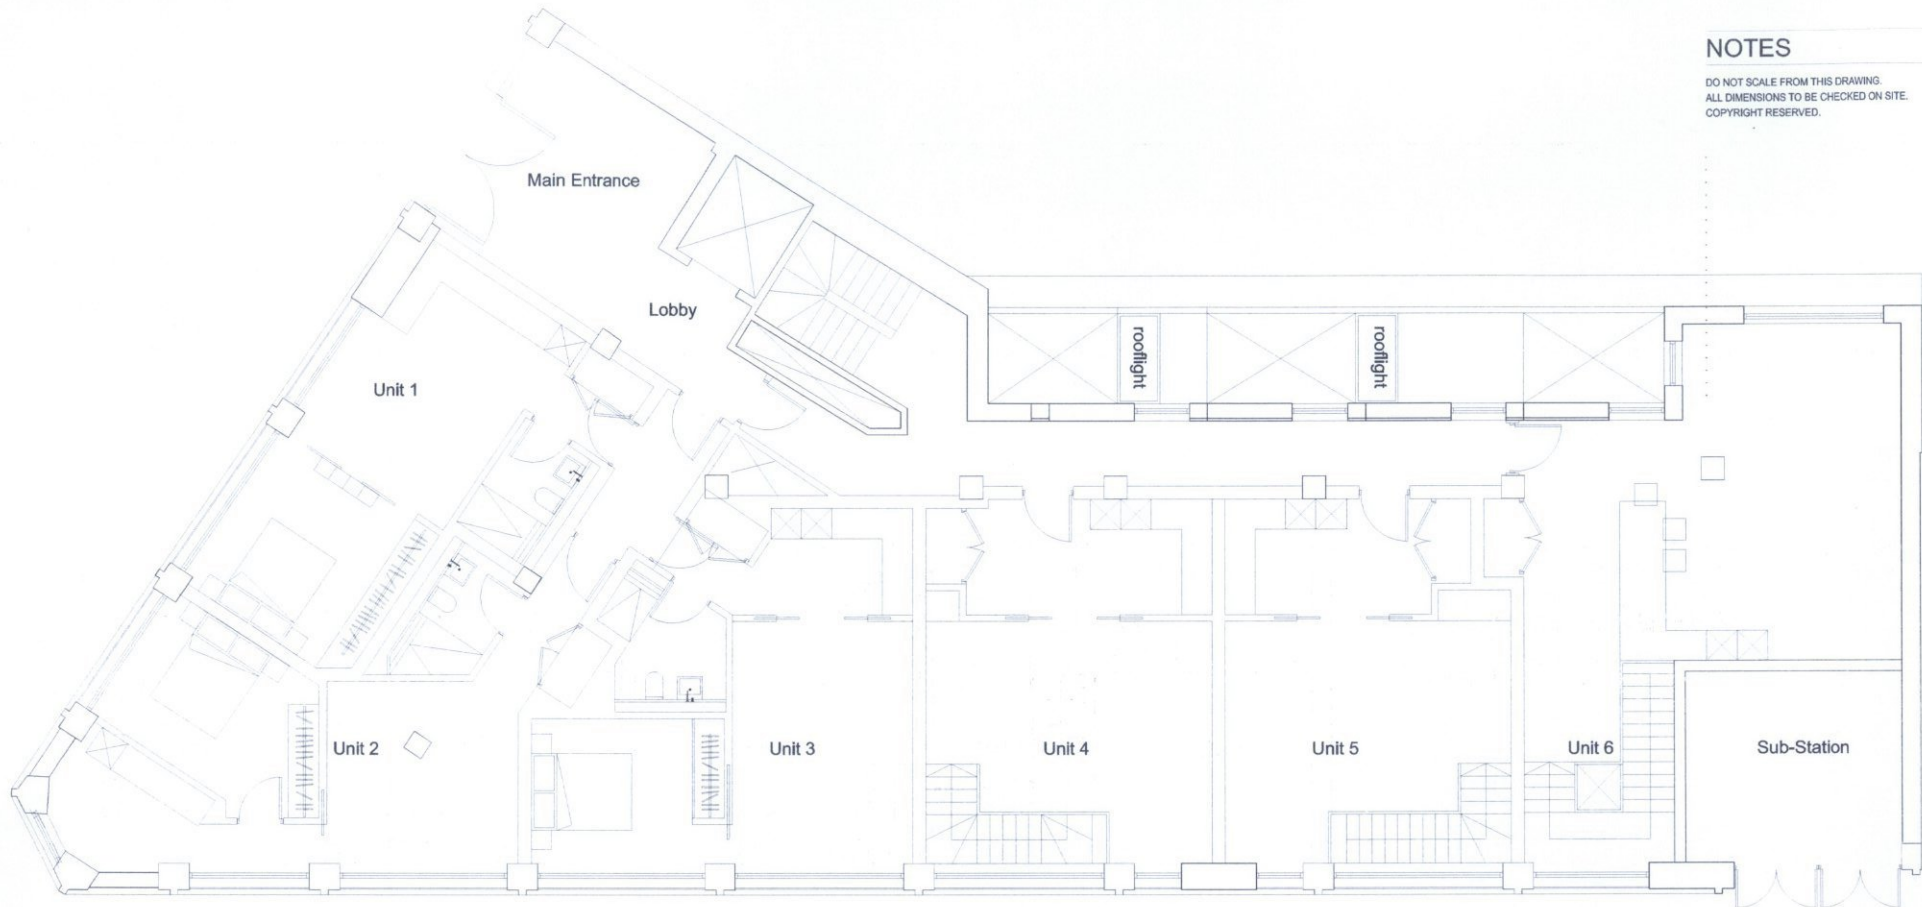 NOTES
DO NOT SCALE FROM THIS DRAWING.
ALL DIMENSIONS TO BE CHECKED ON SITE.
COPYRIGHT RESERVED.
Main Entrance
Lobby
rooflight
rooflight
Unit 1
Unit 2
Unit 3
Unit 4
Unit 5
Unit 6
Sub-Station